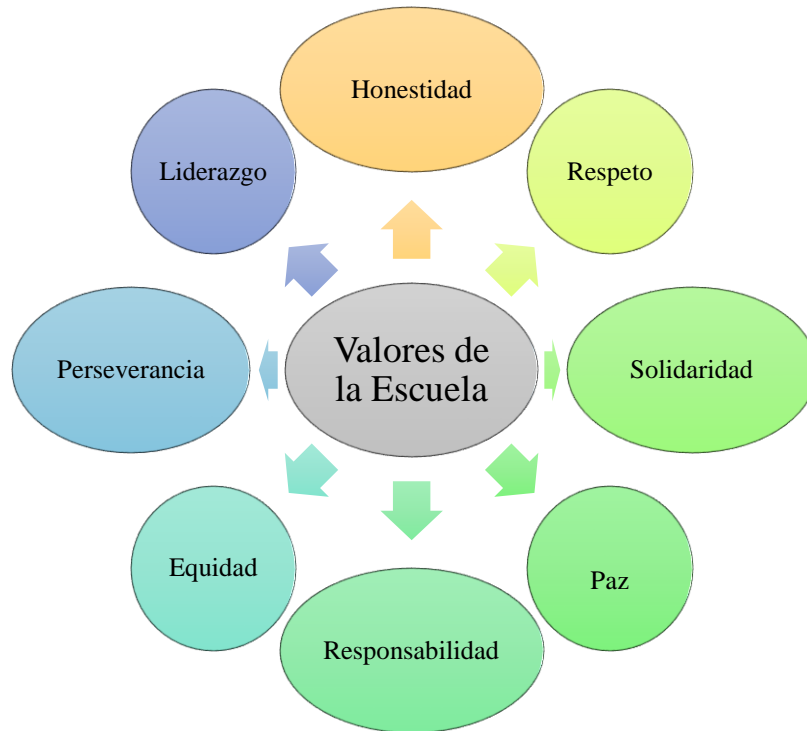 Honestidad
Liderazgo
Respeto
Valores de
la Escuela
Perseverancia
Solidaridad
Equidad
Paz
Responsabilidad